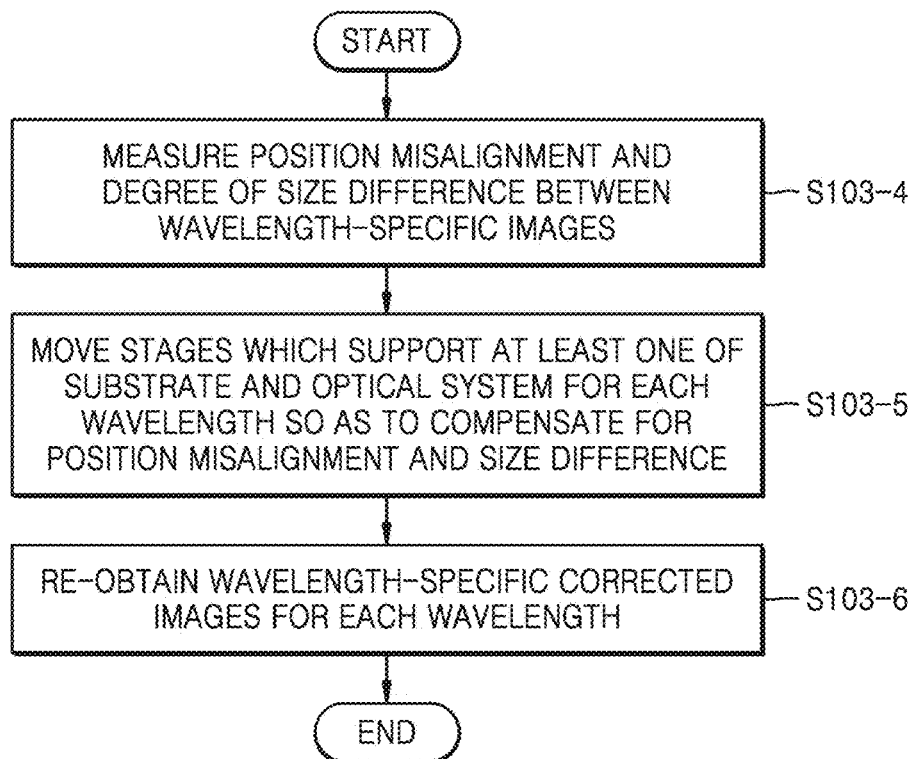 START
MEASURE POSITION MISALIGNMENT AND
DEGREE OF SIZE DIFFERENCE BETWEEN
WAVELENGTH-SPECIFIC IMAGES
S103-4
MOVE STAGES WHICH SUPPORT AT LEAST ONE OF
SUBSTRATE AND OPTICAL SYSTEM FOR EACH
WAVELENGTH SO AS TO COMPENSATE FOR
POSITION MISALIGNMENT AND SIZE DIFFERENCE
S103-5
RE-OBTAIN WAVELENGTH-SPECIFIC CORRECTED
IMAGES FOR EACH WAVELENGTH
S103-6
END